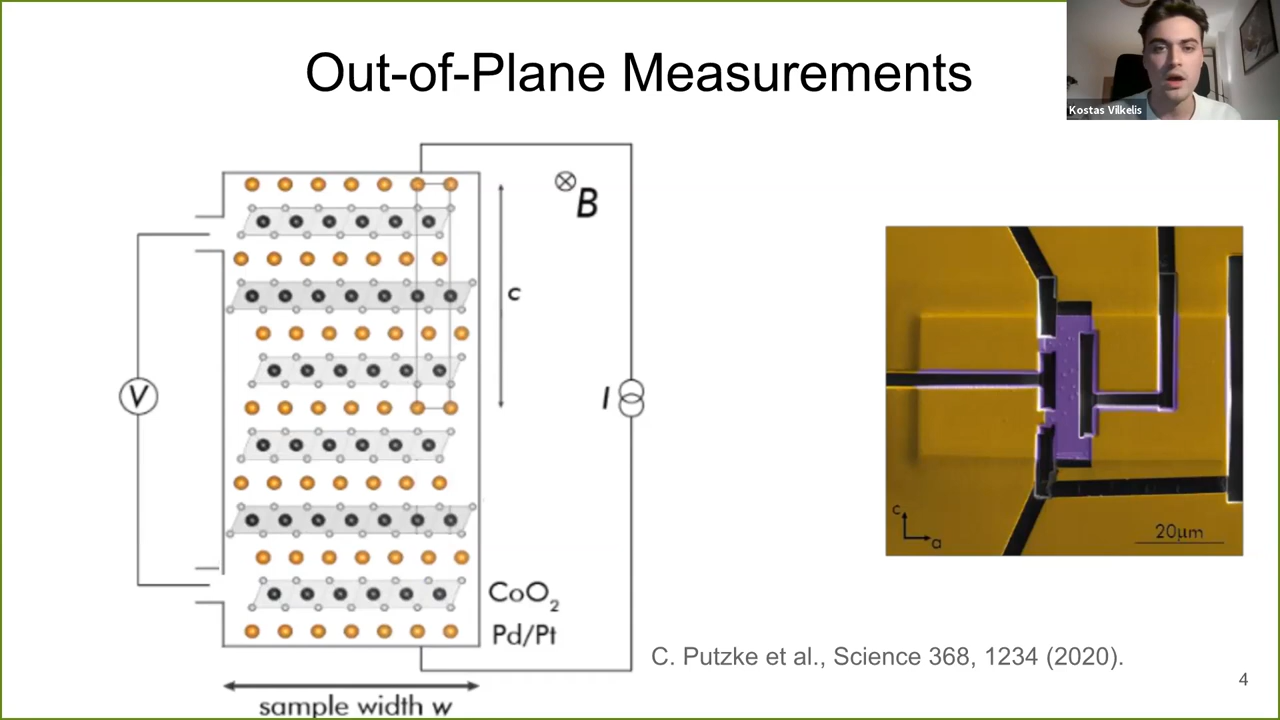 Out-of-Plane Measurements
Kostas Vilkelis
B
c
V
I
CoO₂
Pd/Pt
sample width w
c
a
20μm
C. Putzke et al., Science 368, 1234 (2020).
4